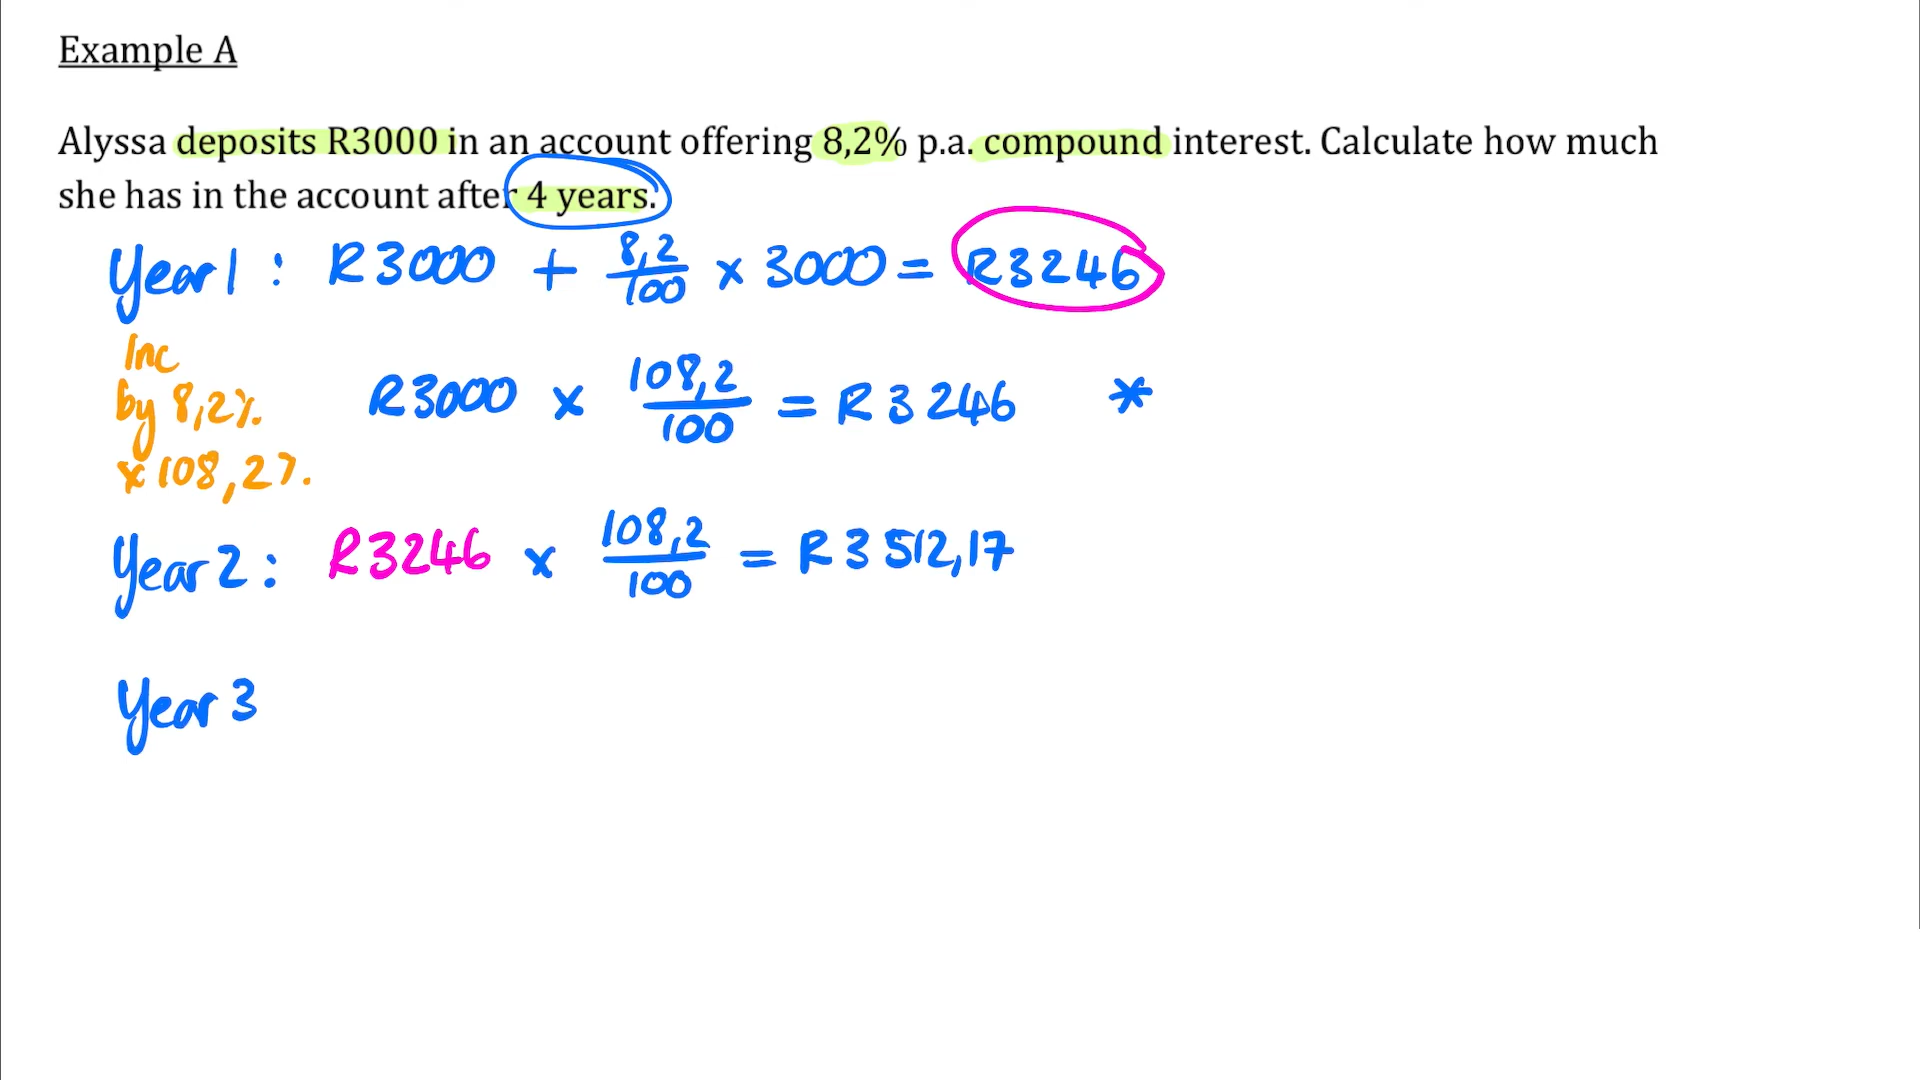 Example A
Alyssa deposits R3000 in an account offering 8,2% p.a. compound interest. Calculate how much
she has in the account after 4 years.
Year 1 : R3000 + 8,2/100 x 3000 = R3246
Inc
by 8,2%.
R3000 x 108,2/100 = R3246 *
x 108,2%.
Year 2 : R3246 x 108,2/100 = R3512,17
Year 3